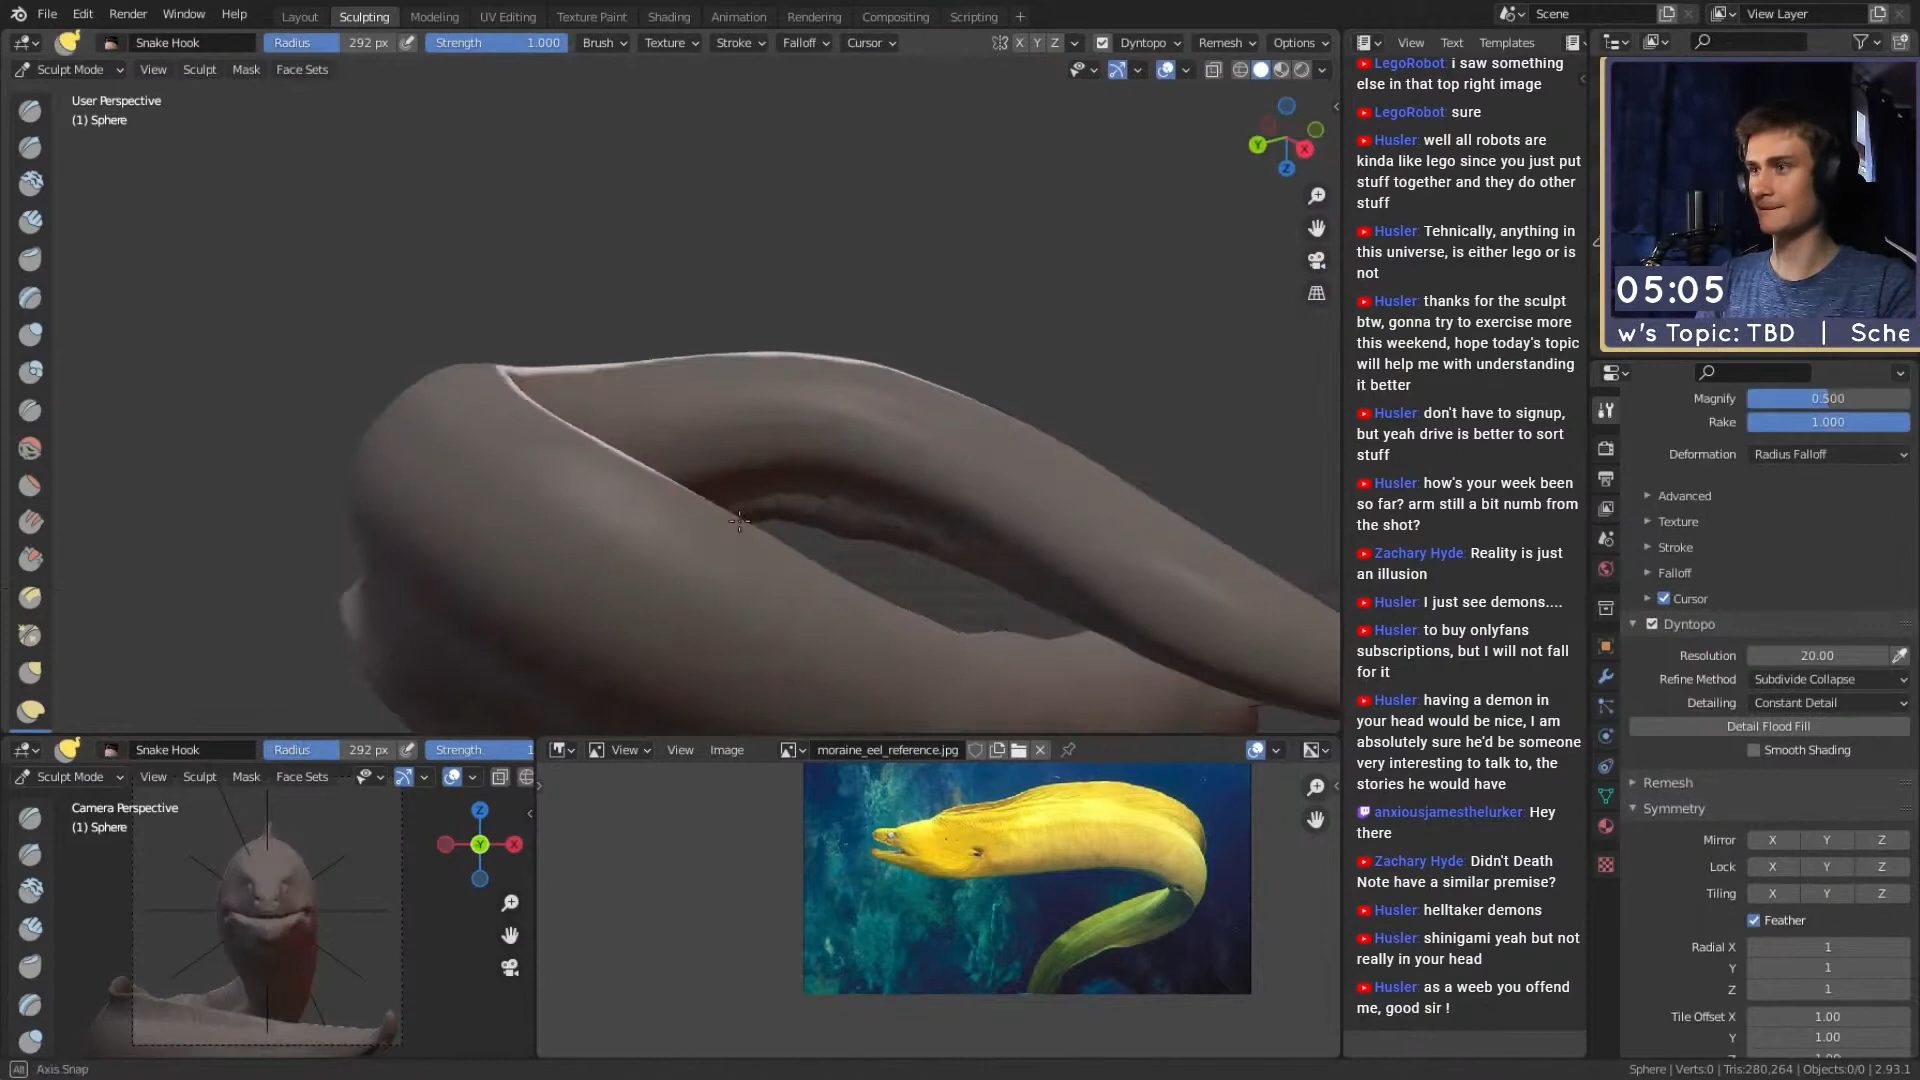 File Edit Render Window Help Layout Sculpting Modeling UV Editing Texture Paint Shading Animation Rendering Compositing Scripting + Scene View Layer
Snake Hook Radius 292 px Strength 1.000 Brush Texture Stroke Falloff Cursor X Y Z Dyntopo Remesh Options View Text Templates
Sculpt Mode View Sculpt Mask Face Sets
User Perspective
(1) Sphere
Y X Z
LegoRobot: i saw something
else in that top right image
LegoRobot: sure
Husler: well all robots are
kinda like lego since you just put
stuff together and they do other
stuff
Husler: Tehnically, anything in
this universe, is either lego or is
not
Husler: thanks for the sculpt
btw, gonna try to exercise more
this weekend, hope today's topic
will help me with understanding
it better
Husler: don't have to signup,
but yeah drive is better to sort
stuff
Husler: how's your week been
so far? arm still a bit numb from
the shot?
Zachary Hyde: Reality is just
an illusion
Husler: I just see demons....
Husler: to buy onlyfans
subscriptions, but I will not fall
for it
Husler: having a demon in
your head would be nice, I am
absolutely sure he'd be someone
very interesting to talk to, the
stories he would have
anxiousjamesthelurker: Hey
there
Zachary Hyde: Didn't Death
Note have a similar premise?
Husler: helltaker demons
Husler: shinigami yeah but not
really in your head
Husler: as a weeb you offend
me, good sir !
05:05
w's Topic: TBD | Sche
Magnify 0.500
Rake 1.000
Deformation Radius Falloff
Advanced
Texture
Stroke
Falloff
Cursor
Dyntopo
Resolution 20.00
Refine Method Subdivide Collapse
Detailing Constant Detail
Detail Flood Fill
Smooth Shading
Remesh
Symmetry
Mirror X Y Z
Lock X Y Z
Tiling X Y Z
Feather
Radial X 1
Y 1
Z 1
Tile Offset X 1.00
Y 1.00
Snake Hook Radius 292 px Strength 1 View View Image moraine_eel_reference.jpg
Sculpt Mode View Sculpt Mask Face Sets
Camera Perspective
(1) Sphere
Z Y X
Alt Axis Snap
Sphere | Verts:0 | Tris:280,264 | Objects:0/0 | 2.93.1